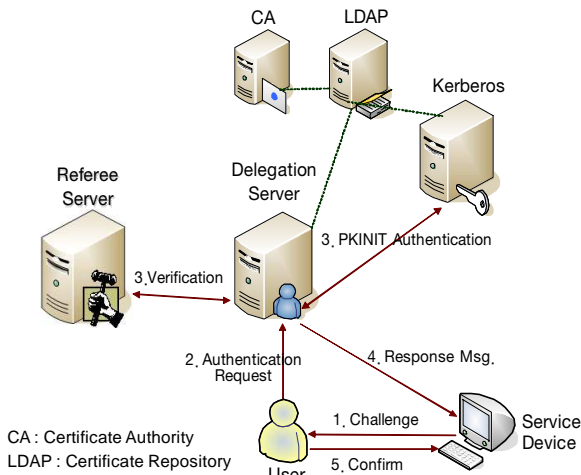 CA
LDAP
Kerberos
Referee
Server
Delegation
Server
3. PKINIT Authentication
3.Verification
2. Authentication
Request
4. Response Msg.
1. Challenge
Service
Device
5. Confirm
User
CA : Certificate Authority
LDAP : Certificate Repository